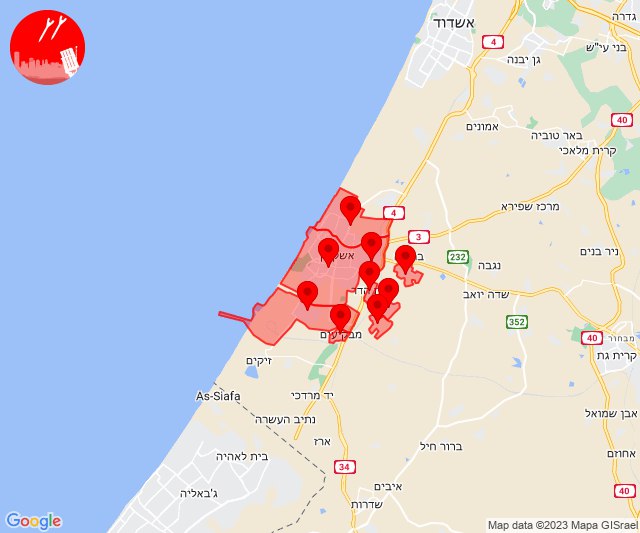 אשדוד
גדרה
4
בני עי"ש
גן יבנה
40
אמונים
באר טוביה
קרית מלאכי
4
מרכז שפירא
3
232
ניר בנים
נגבה
שדה יואב
352
40
מבחור
קרית גת
מבקיעים
זיקים
As-Siafa
יד מרדכי
נתיב העשרה
אבן שמואל
ארז
ברור חיל
בית לאהיה
אחוזם
34
ג'באליה
איבים
40
שדרות
Google
Map data ©2023 Mapa GISrael